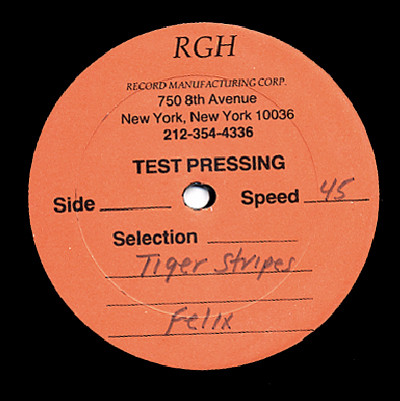 RGH
RECORD MANUFACTURING CORP.
750 8th Avenue
New York, New York 10036
212-354-4336
TEST PRESSING
Side Speed 45
Selection
Tiger Stripes
Felix